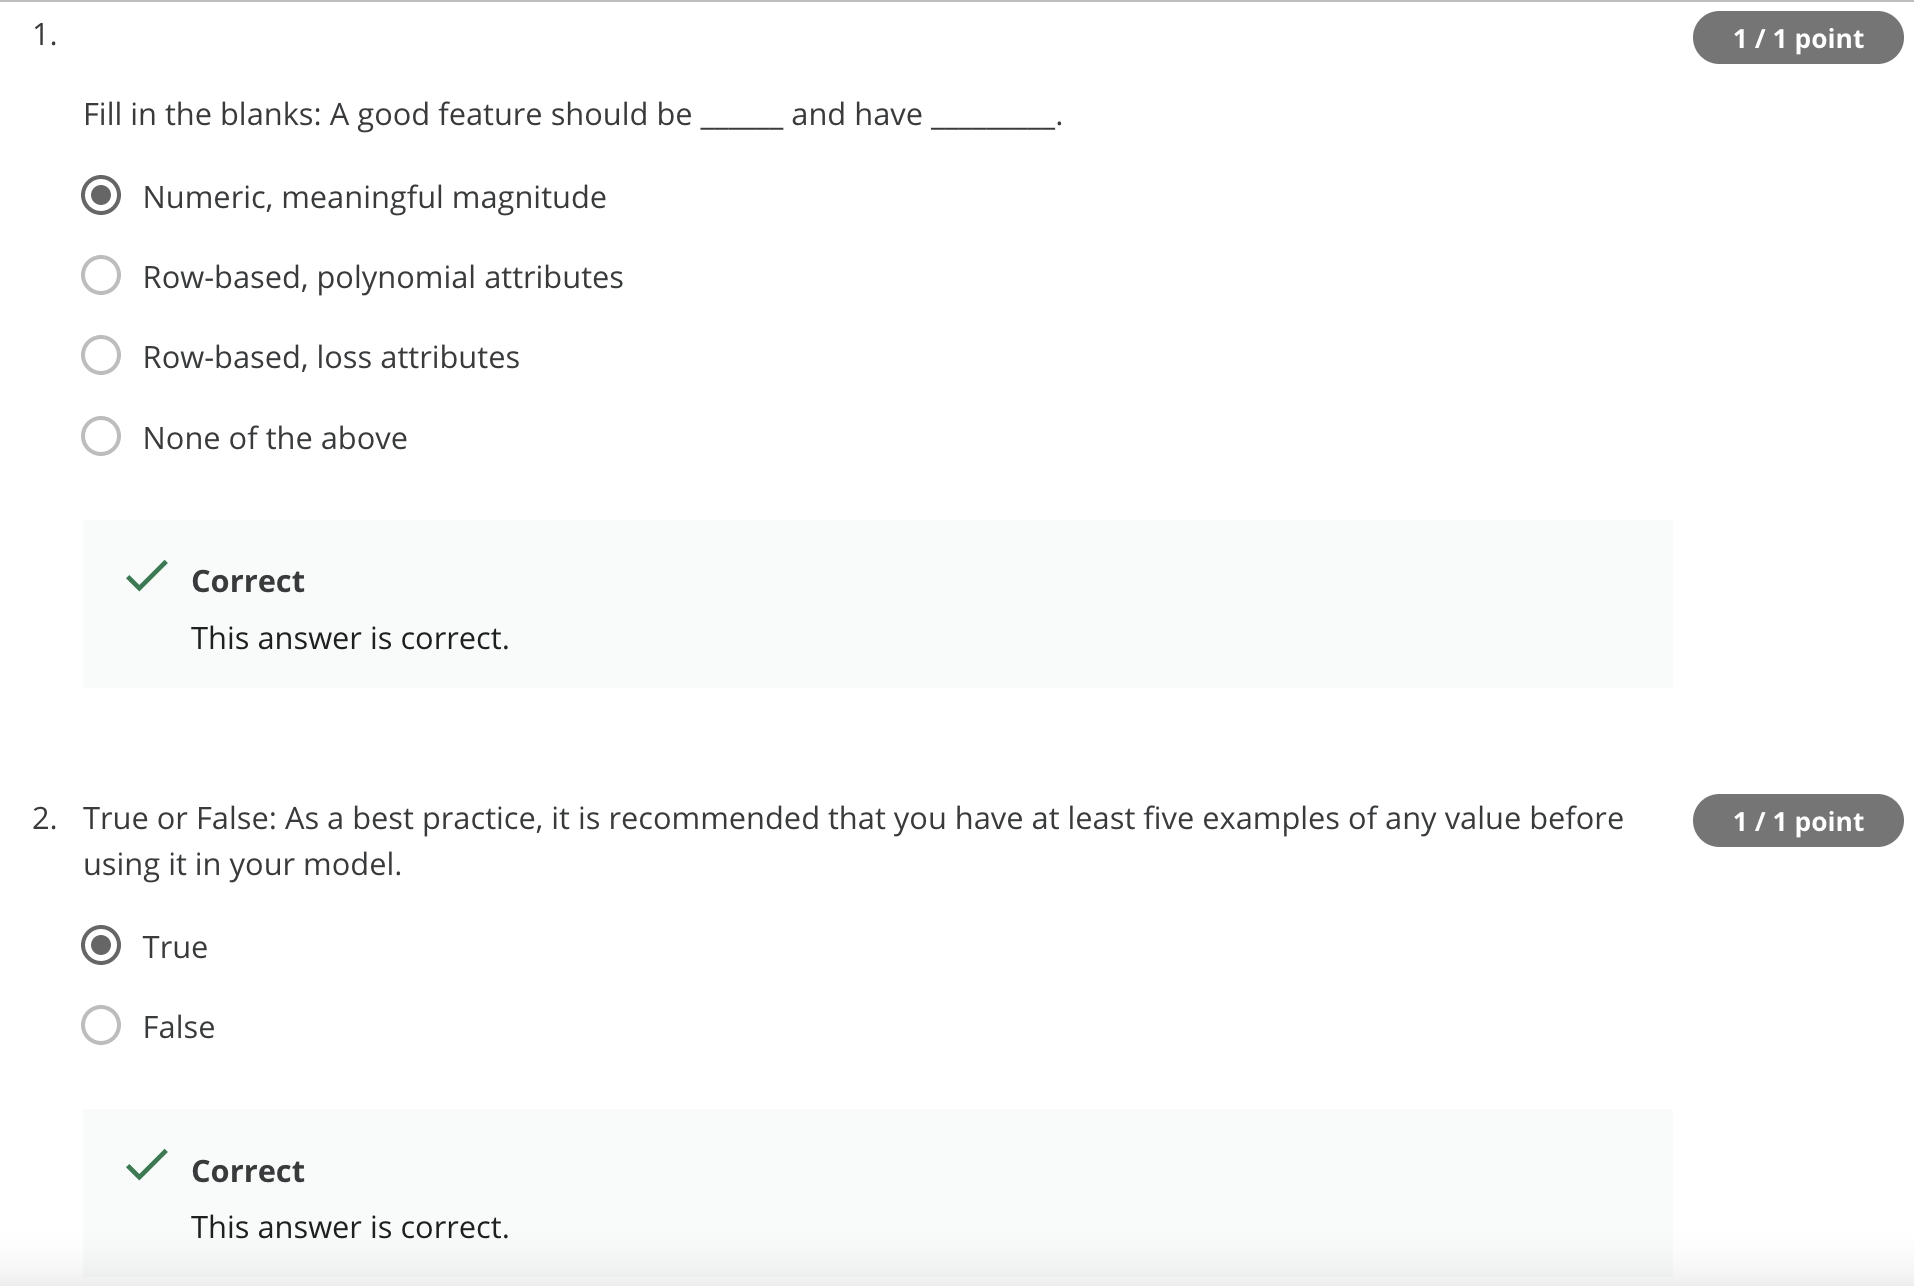 1.
1 / 1 point
Fill in the blanks: A good feature should be ______ and have _________.
Numeric, meaningful magnitude
Row-based, polynomial attributes
Row-based, loss attributes
None of the above
Correct
This answer is correct.
2. True or False: As a best practice, it is recommended that you have at least five examples of any value before
using it in your model.
1 / 1 point
True
False
Correct
This answer is correct.